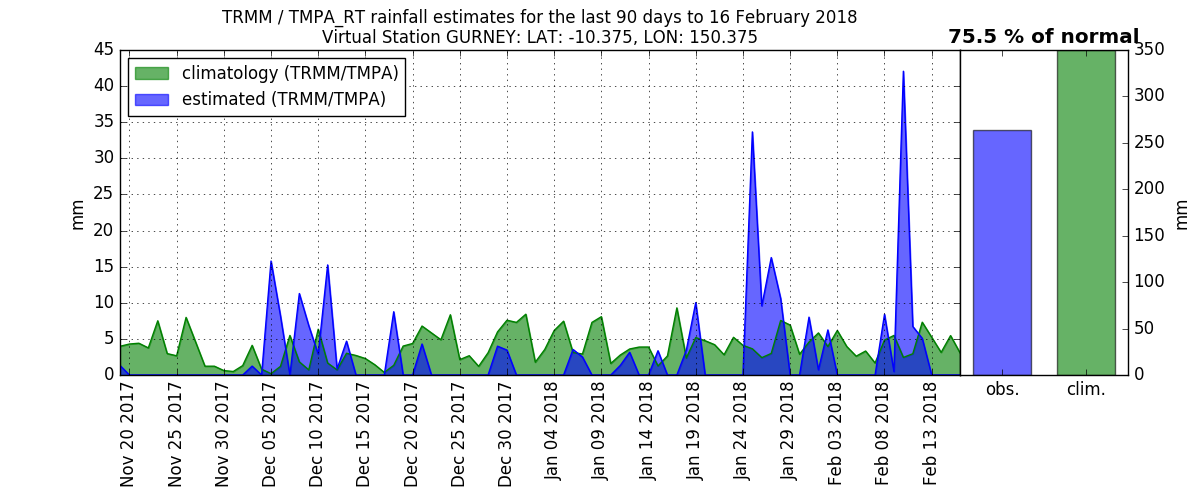 TRMM / TMPA_RT rainfall estimates for the last 90 days to 16 February 2018
Virtual Station GURNEY: LAT: -10.375, LON: 150.375
75.5 % of normal
climatology (TRMM/TMPA)
estimated (TRMM/TMPA)
45
40
35
30
25
20
15
10
5
0
mm
Nov 20 2017
Nov 25 2017
Nov 30 2017
Dec 05 2017
Dec 10 2017
Dec 15 2017
Dec 20 2017
Dec 25 2017
Dec 30 2017
Jan 04 2018
Jan 09 2018
Jan 14 2018
Jan 19 2018
Jan 24 2018
Jan 29 2018
Feb 03 2018
Feb 08 2018
Feb 13 2018
obs.
clim.
350
300
250
200
150
100
50
0
mm